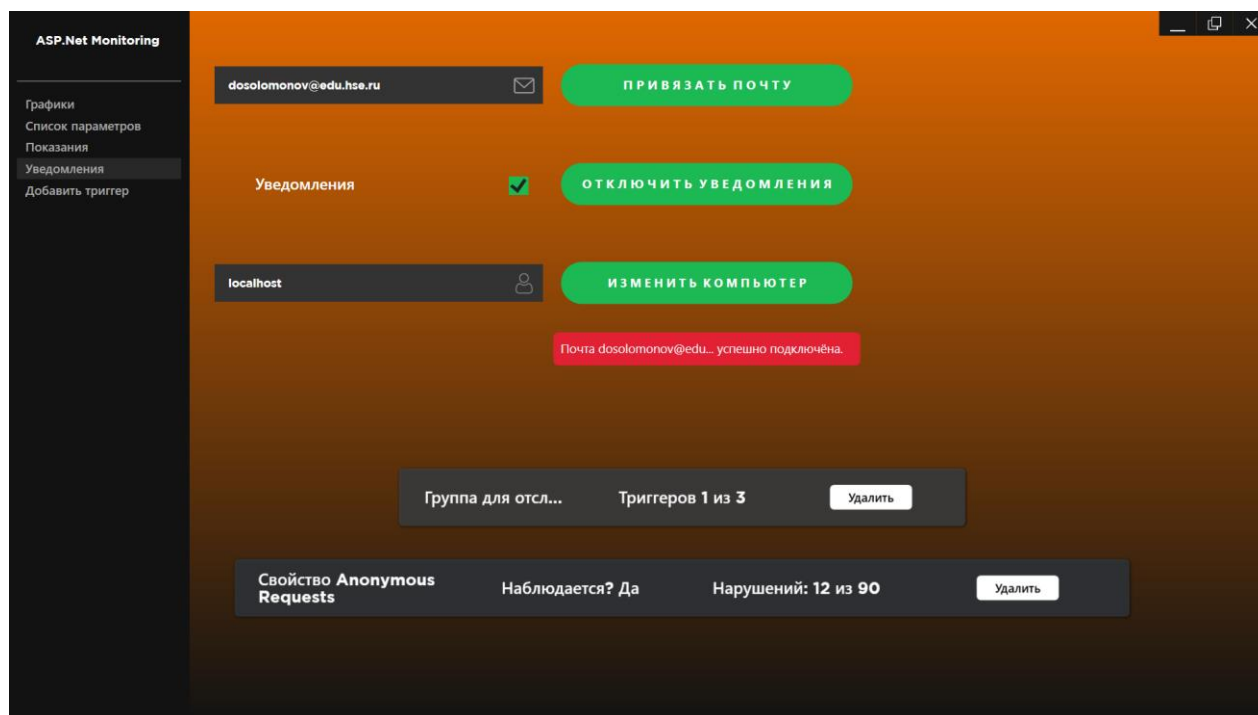 ASP.Net Monitoring
Графики
Список параметров
Показания
Уведомления
Добавить триггер
dosolomonov@edu.hse.ru
ПРИВЯЗАТЬ ПОЧТУ
Уведомления
ОТКЛЮЧИТЬ УВЕДОМЛЕНИЯ
localhost
ИЗМЕНИТЬ КОМПЬЮТЕР
Почта dosolomonov@edu... успешно подключёна.
Группа для отсл... Триггеров 1 из 3 Удалить
Свойство Anonymous
Requests
Наблюдается? Да Нарушений: 12 из 90 Удалить